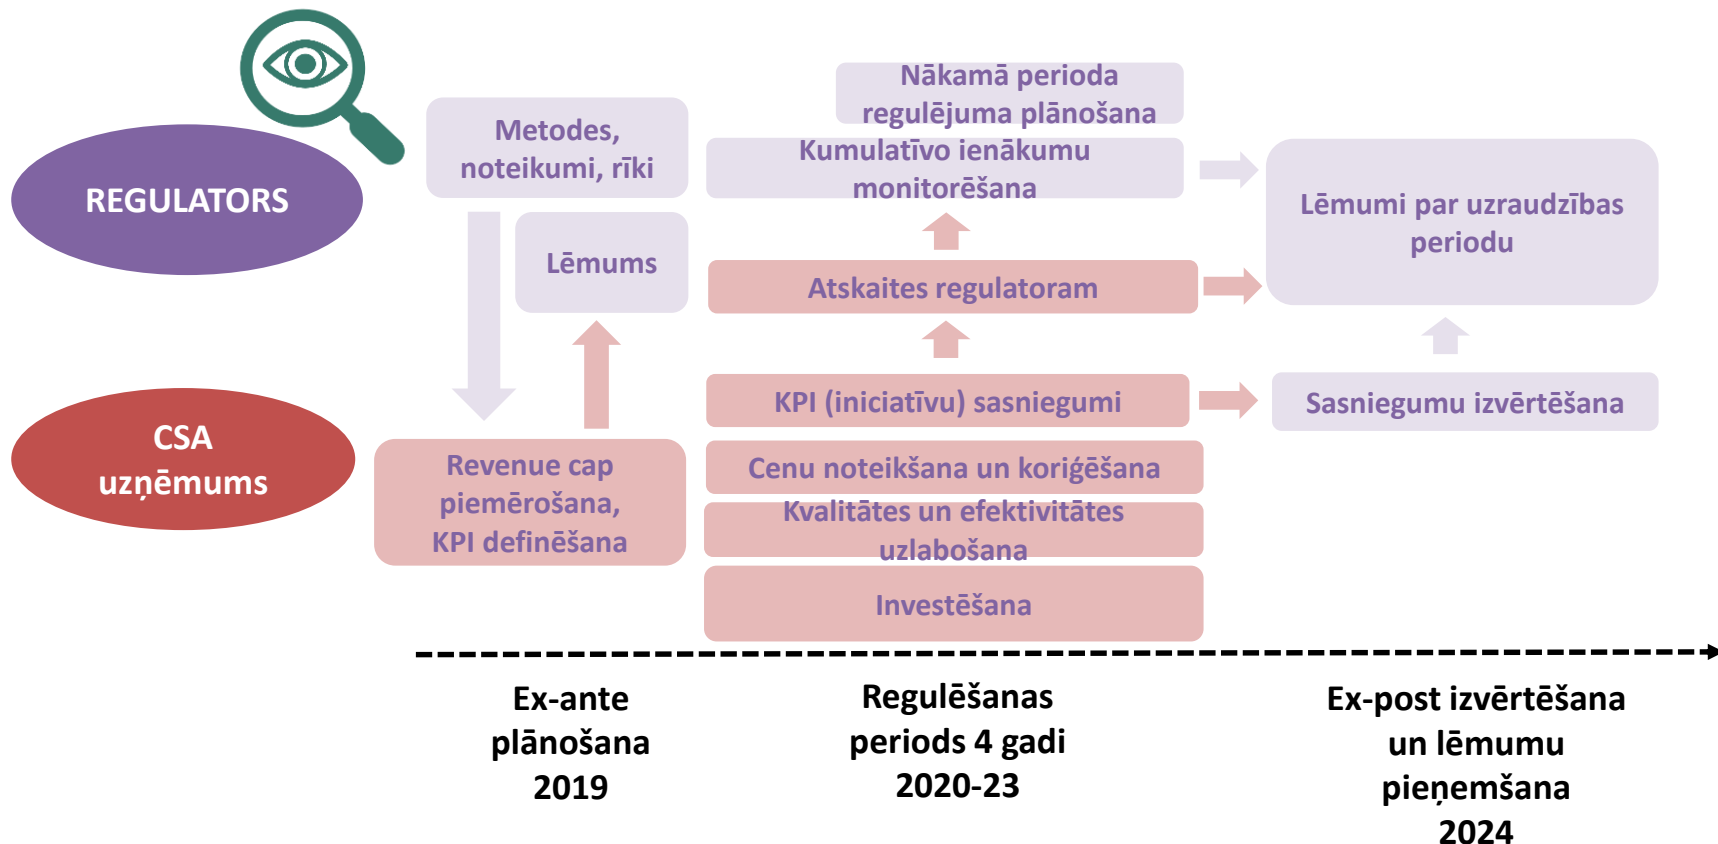 REGULATORS
CSA
uzņēmums
Metodes,
noteikumi, rīki
Lēmums
Revenue cap
piemērošana,
KPI definēšana
Nākamā perioda
regulējuma plānošana
Kumulatīvo ienākumu
monitorēšana
Atskaites regulatoram
KPI (iniciatīvu) sasniegumi
Cenu noteikšana un koriģēšana
Kvalitātes un efektivitātes
uzlabošana
Investēšana
Lēmumi par uzraudzības
periodu
Sasniegumu izvērtēšana
Ex-ante
plānošana
2019
Regulēšanas
periods 4 gadi
2020-23
Ex-post izvērtēšana
un lēmumu
pieņemšana
2024